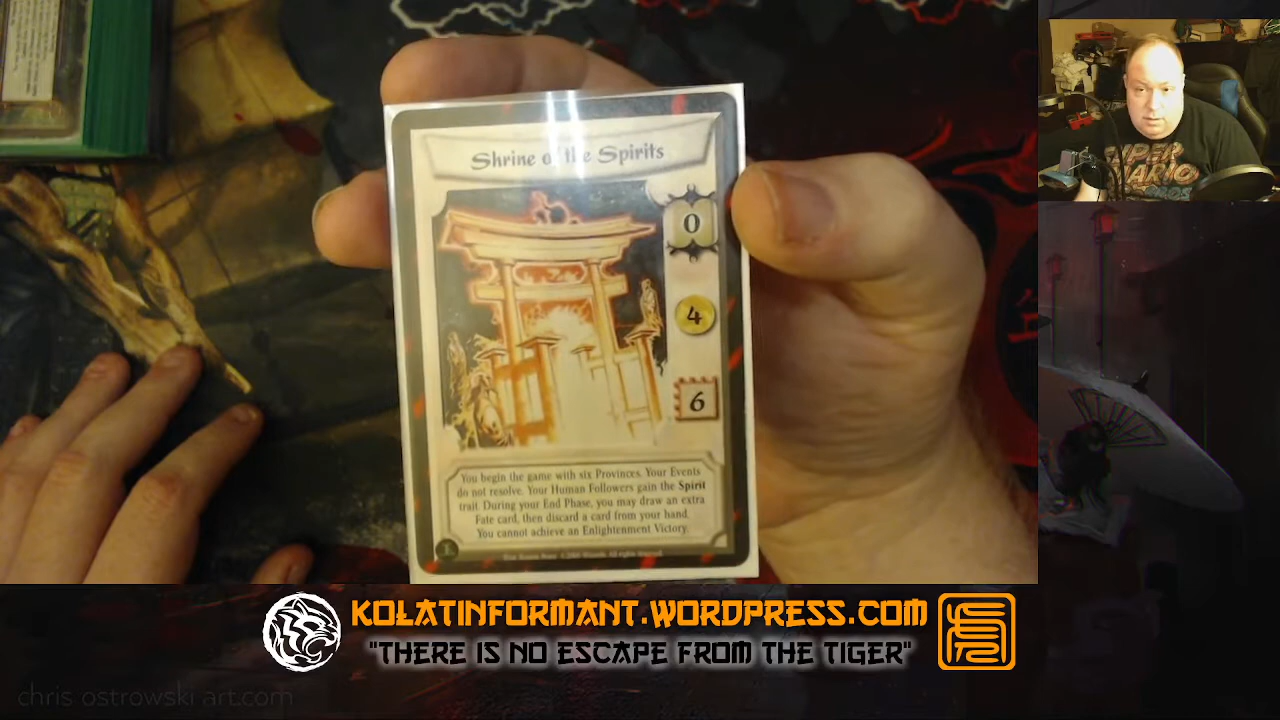 Shrine of the Spirits
0
4
6
You begin the game with six Provinces. Your Events
do not resolve. Your Human Followers gain the Spirit
trait. During your End Phase, you may draw an extra
Fate card, then discard a card from your hand.
You cannot achieve an Enlightenment Victory.
SUPER
MARIO
BROS
KOLATINFORMANT.WORDPRESS.COM
"THERE IS NO ESCAPE FROM THE TIGER"
chris ostrowski art.com